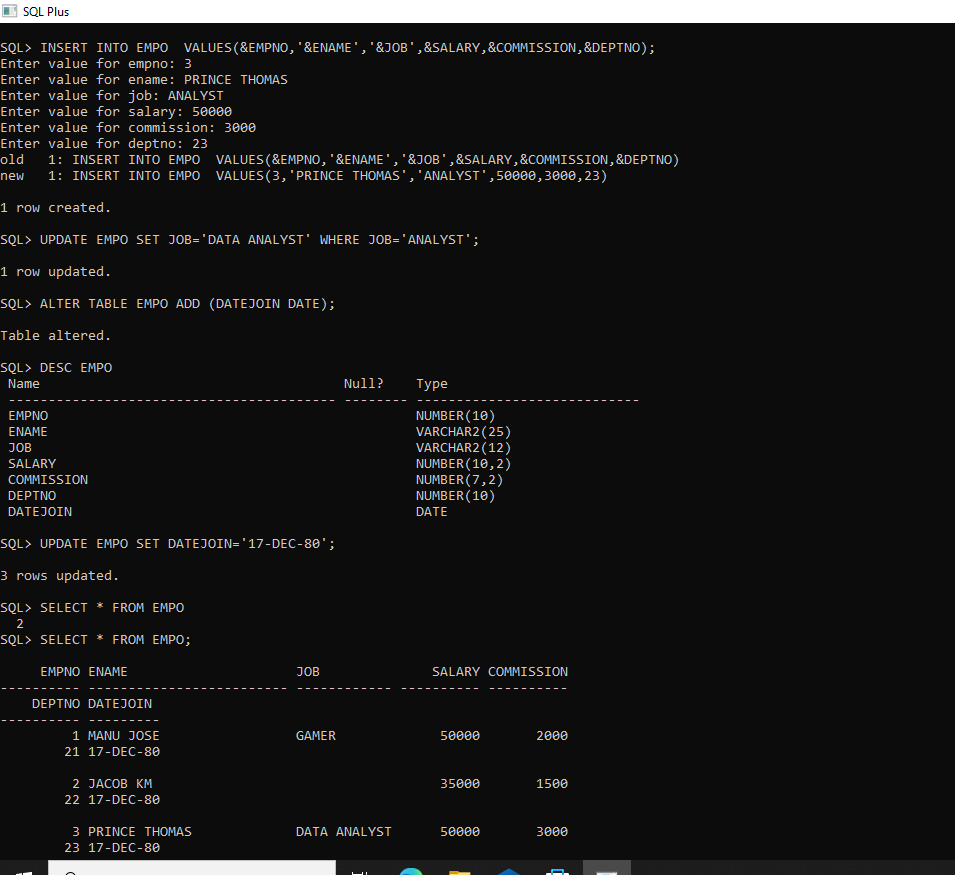 SQL Plus
SQL> INSERT INTO EMPO  VALUES(&EMPNO,'&ENAME','&JOB',&SALARY,&COMMISSION,&DEPTNO);
Enter value for empno: 3
Enter value for ename: PRINCE THOMAS
Enter value for job: ANALYST
Enter value for salary: 50000
Enter value for commission: 3000
Enter value for deptno: 23
old   1: INSERT INTO EMPO  VALUES(&EMPNO,'&ENAME','&JOB',&SALARY,&COMMISSION,&DEPTNO)
new   1: INSERT INTO EMPO  VALUES(3,'PRINCE THOMAS','ANALYST',50000,3000,23)
1 row created.
SQL> UPDATE EMPO SET JOB='DATA ANALYST' WHERE JOB='ANALYST';
1 row updated.
SQL> ALTER TABLE EMPO ADD (DATEJOIN DATE);
Table altered.
SQL> DESC EMPO
 Name                                      Null?    Type
 ----------------------------------------- -------- ----------------------------
 EMPNO                                              NUMBER(10)
 ENAME                                              VARCHAR2(25)
 JOB                                                VARCHAR2(12)
 SALARY                                             NUMBER(10,2)
 COMMISSION                                         NUMBER(7,2)
 DEPTNO                                             NUMBER(10)
 DATEJOIN                                           DATE
SQL> UPDATE EMPO SET DATEJOIN='17-DEC-80';
3 rows updated.
SQL> SELECT * FROM EMPO
  2
SQL> SELECT * FROM EMPO;
     EMPNO ENAME                     JOB              SALARY COMMISSION
---------- ------------------------- ------------ ---------- ----------
    DEPTNO DATEJOIN
---------- ---------
         1 MANU JOSE                 GAMER             50000       2000
        21 17-DEC-80
         2 JACOB KM                                    35000       1500
        22 17-DEC-80
         3 PRINCE THOMAS             DATA ANALYST      50000       3000
        23 17-DEC-80